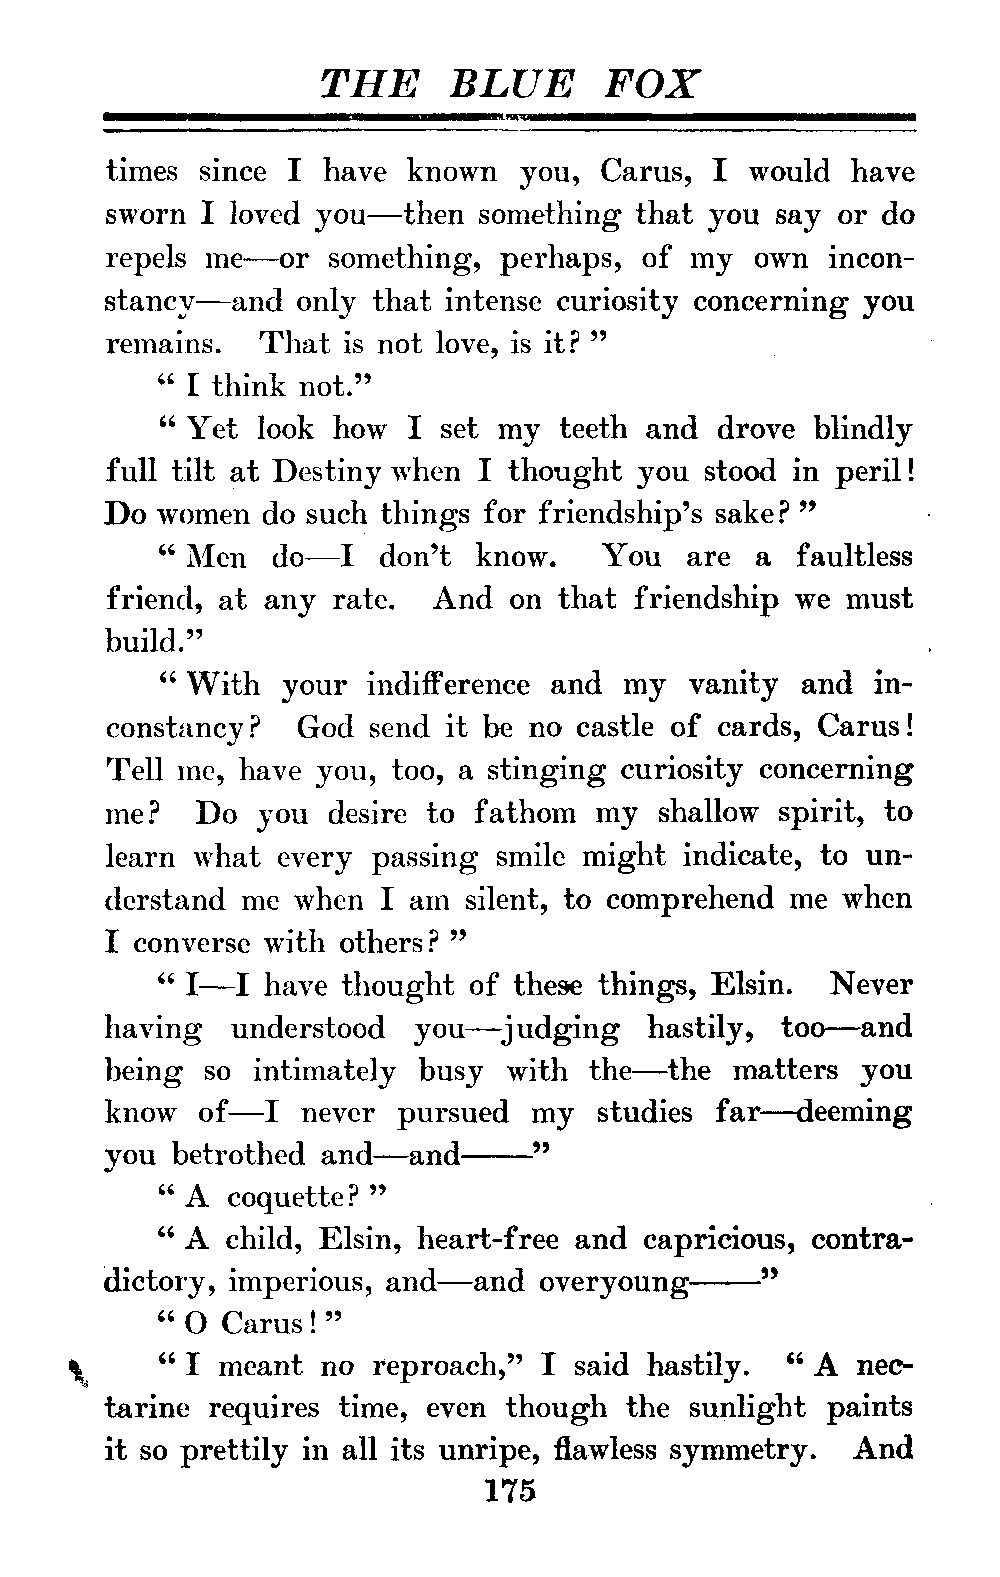 THE BLUE FOX
times since I have known you, Carus, I would have
sworn I loved you—then something that you say or do
repels me—or something, perhaps, of my own incon-
stancy—and only that intense curiosity concerning you
remains. That is not love, is it? ”
“ I think not.”
“ Yet look how I set my teeth and drove blindly
full tilt at Destiny when I thought you stood in peril!
Do women do such things for friendship’s sake? ”
“ Men do—I don’t know. You are a faultless
friend, at any rate. And on that friendship we must
build.”
“ With your indifference and my vanity and in-
constancy? God send it be no castle of cards, Carus!
Tell me, have you, too, a stinging curiosity concerning
me? Do you desire to fathom my shallow spirit, to
learn what every passing smile might indicate, to un-
derstand me when I am silent, to comprehend me when
I converse with others? ”
“ I—I have thought of these things, Elsin. Never
having understood you—judging hastily, too—and
being so intimately busy with the—the matters you
know of—I never pursued my studies far—deeming
you betrothed and—and——”
“ A coquette? ”
“ A child, Elsin, heart-free and capricious, contra-
dictory, imperious, and—and overyoung——”
“ O Carus! ”
“ I meant no reproach,” I said hastily. “ A nec-
tarine requires time, even though the sunlight paints
it so prettily in all its unripe, flawless symmetry. And
175